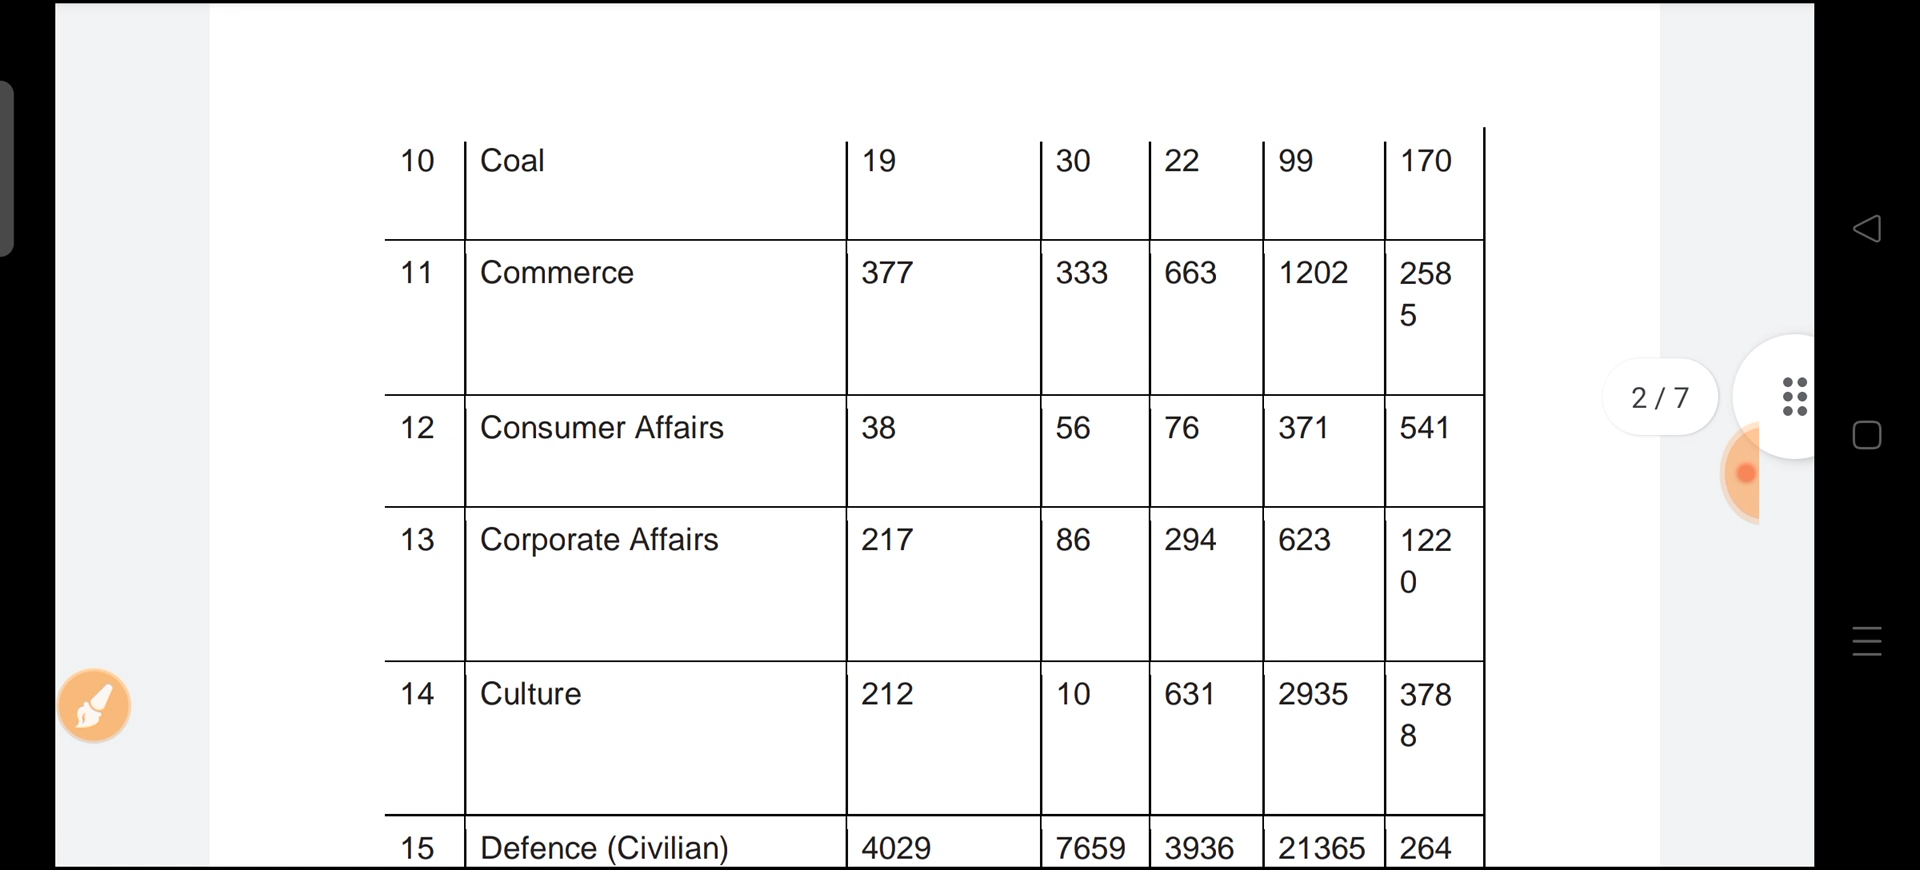 10 Coal 19 30 22 99 170
11 Commerce 377 333 663 1202 258
5
12 Consumer Affairs 38 56 76 371 541
13 Corporate Affairs 217 86 294 623 122
0
14 Culture 212 10 631 2935 378
8
15 Defence (Civilian) 4029 7659 3936 21365 264
2 / 7